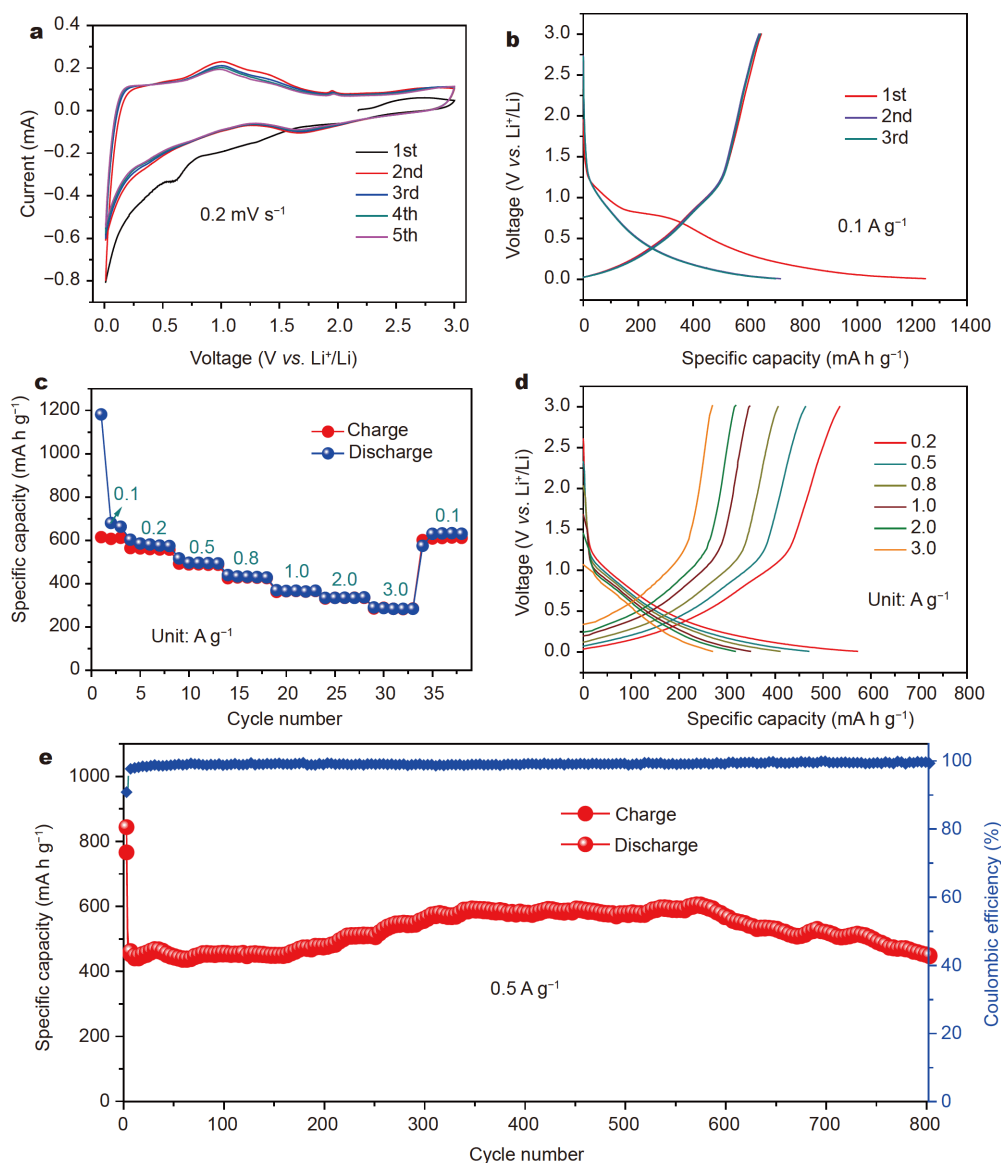 a
0.4
0.2
0.0
−0.2
−0.4
−0.6
−0.8
Current (mA)
1st
2nd
3rd
4th
5th
0.2 mV s⁻¹
0.0 0.5 1.0 1.5 2.0 2.5 3.0
Voltage (V vs. Li⁺/Li)
b
3.0
2.5
2.0
1.5
1.0
0.5
0.0
Voltage (V vs. Li⁺/Li)
1st
2nd
3rd
0.1 A g⁻¹
0 200 400 600 800 1000 1200 1400
Specific capacity (mA h g⁻¹)
c
1200
1000
800
600
400
200
0
Specific capacity (mAh g⁻¹)
Charge
Discharge
0.1
0.2
0.5
0.8
1.0
2.0
3.0
0.1
Unit: A g⁻¹
0 5 10 15 20 25 30 35
Cycle number
d
3.0
2.5
2.0
1.5
1.0
0.5
0.0
Voltage (V vs. Li⁺/Li)
0.2
0.5
0.8
1.0
2.0
3.0
Unit: A g⁻¹
0 100 200 300 400 500 600 700 800
Specific capacity (mA h g⁻¹)
e
1000
800
600
400
200
0
Specific capacity (mA h g⁻¹)
Charge
Discharge
0.5 A g⁻¹
100
80
60
40
20
0
Coulombic efficiency (%)
0 100 200 300 400 500 600 700 800
Cycle number